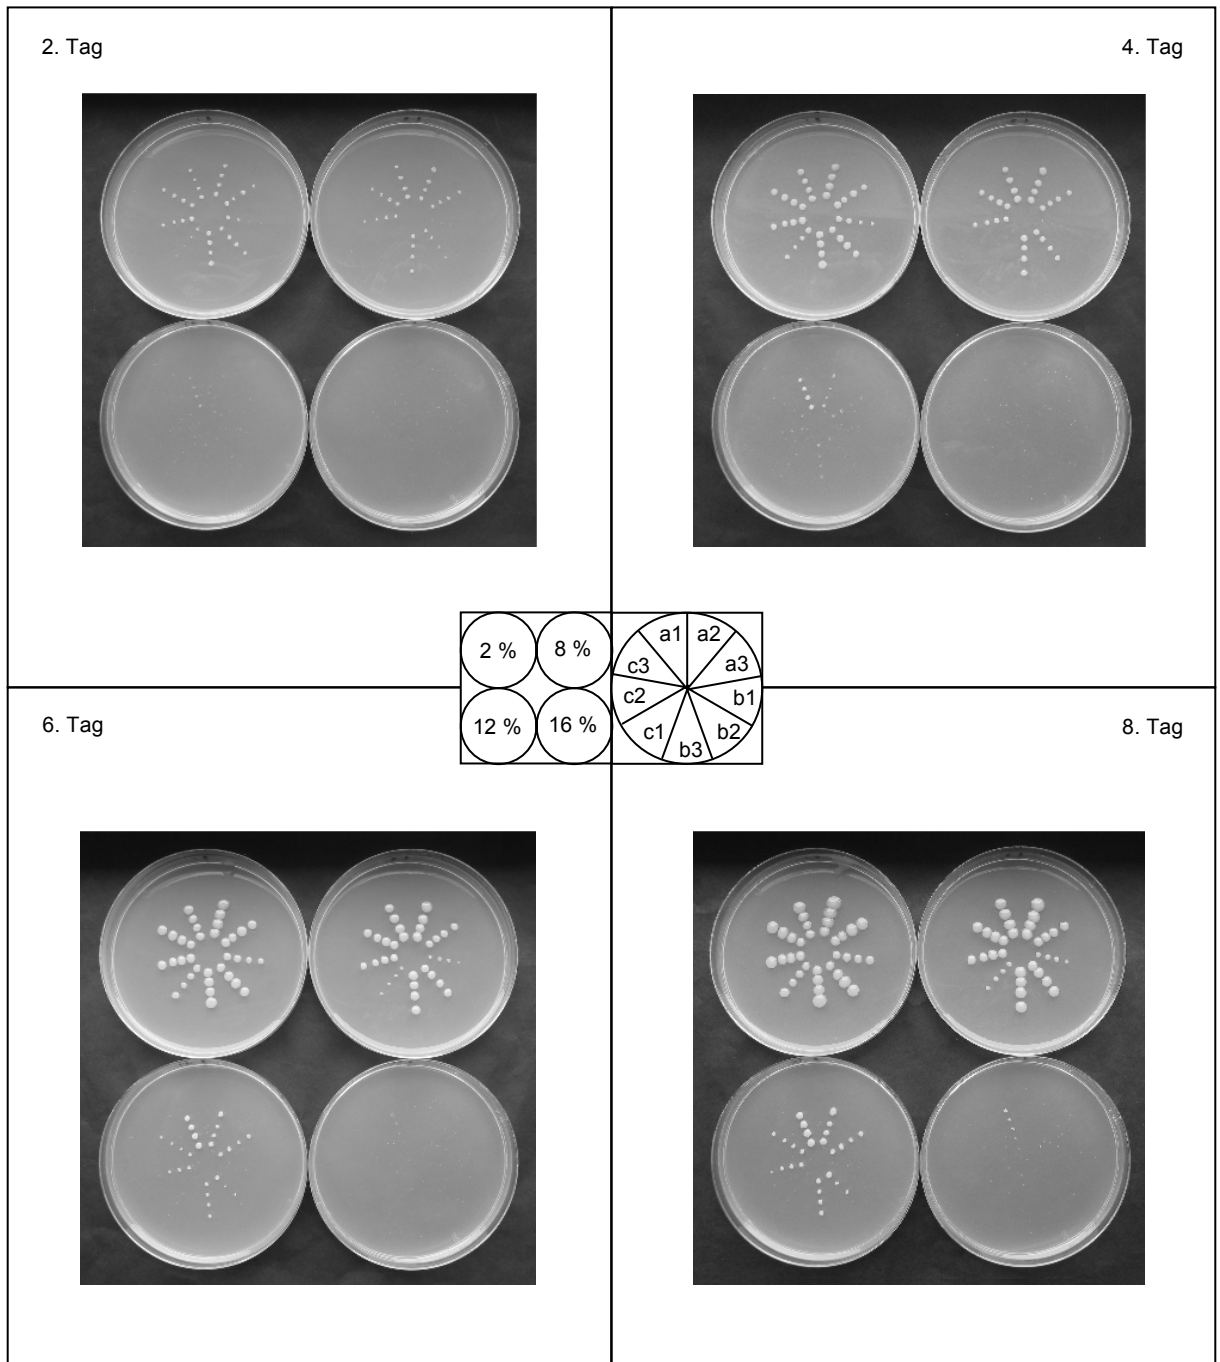 2. Tag
4. Tag
2 %
8 %
12 %
16 %
a1
a2
a3
b1
b2
b3
c1
c2
c3
6. Tag
8. Tag